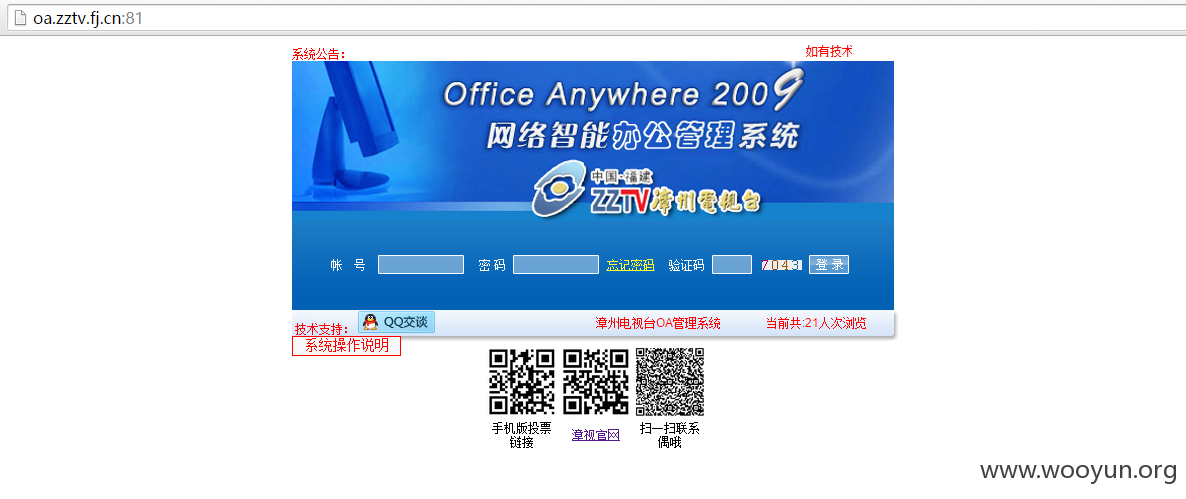 oa.zztv.fj.cn:81
系统公告：
如有技术
Office Anywhere 2009
网络智能办公管理系统
中国·福建
ZZTV漳州電視台
帐 号
密 码
忘记密码
验证码
7043
登 录
技术支持：
QQ交谈
漳州电视台OA管理系统
当前共:21人次浏览
系统操作说明
手机版投票
链接
漳视官网
扫一扫联系
偶哦
www.wooyun.org